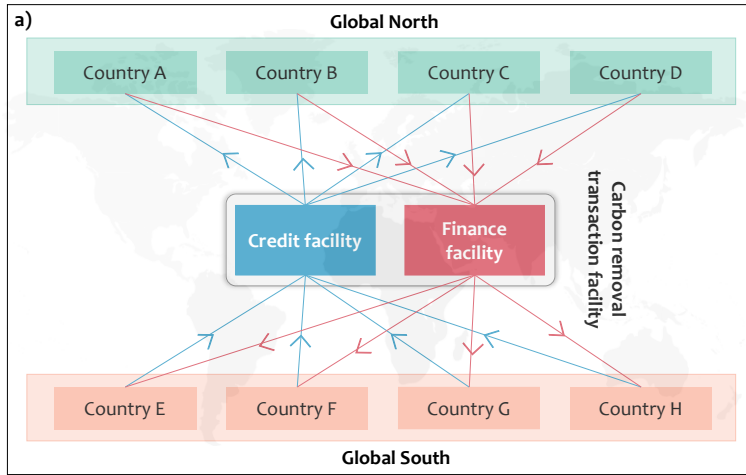 a)
Global North
Country A
Country B
Country C
Country D
Credit facility
Finance
facility
Carbon removal
transaction facility
Country E
Country F
Country G
Country H
Global South